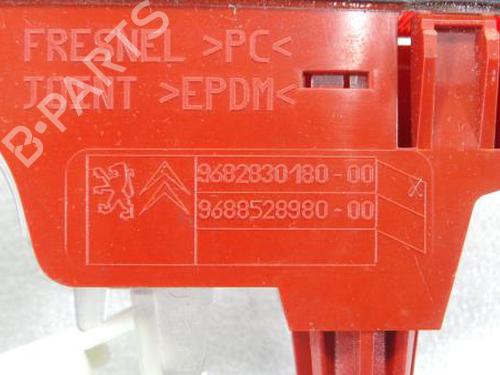 FRESNEL >PC<
JOINT >EPDM<
9682830180-00
9688528980-00
B-PARTS